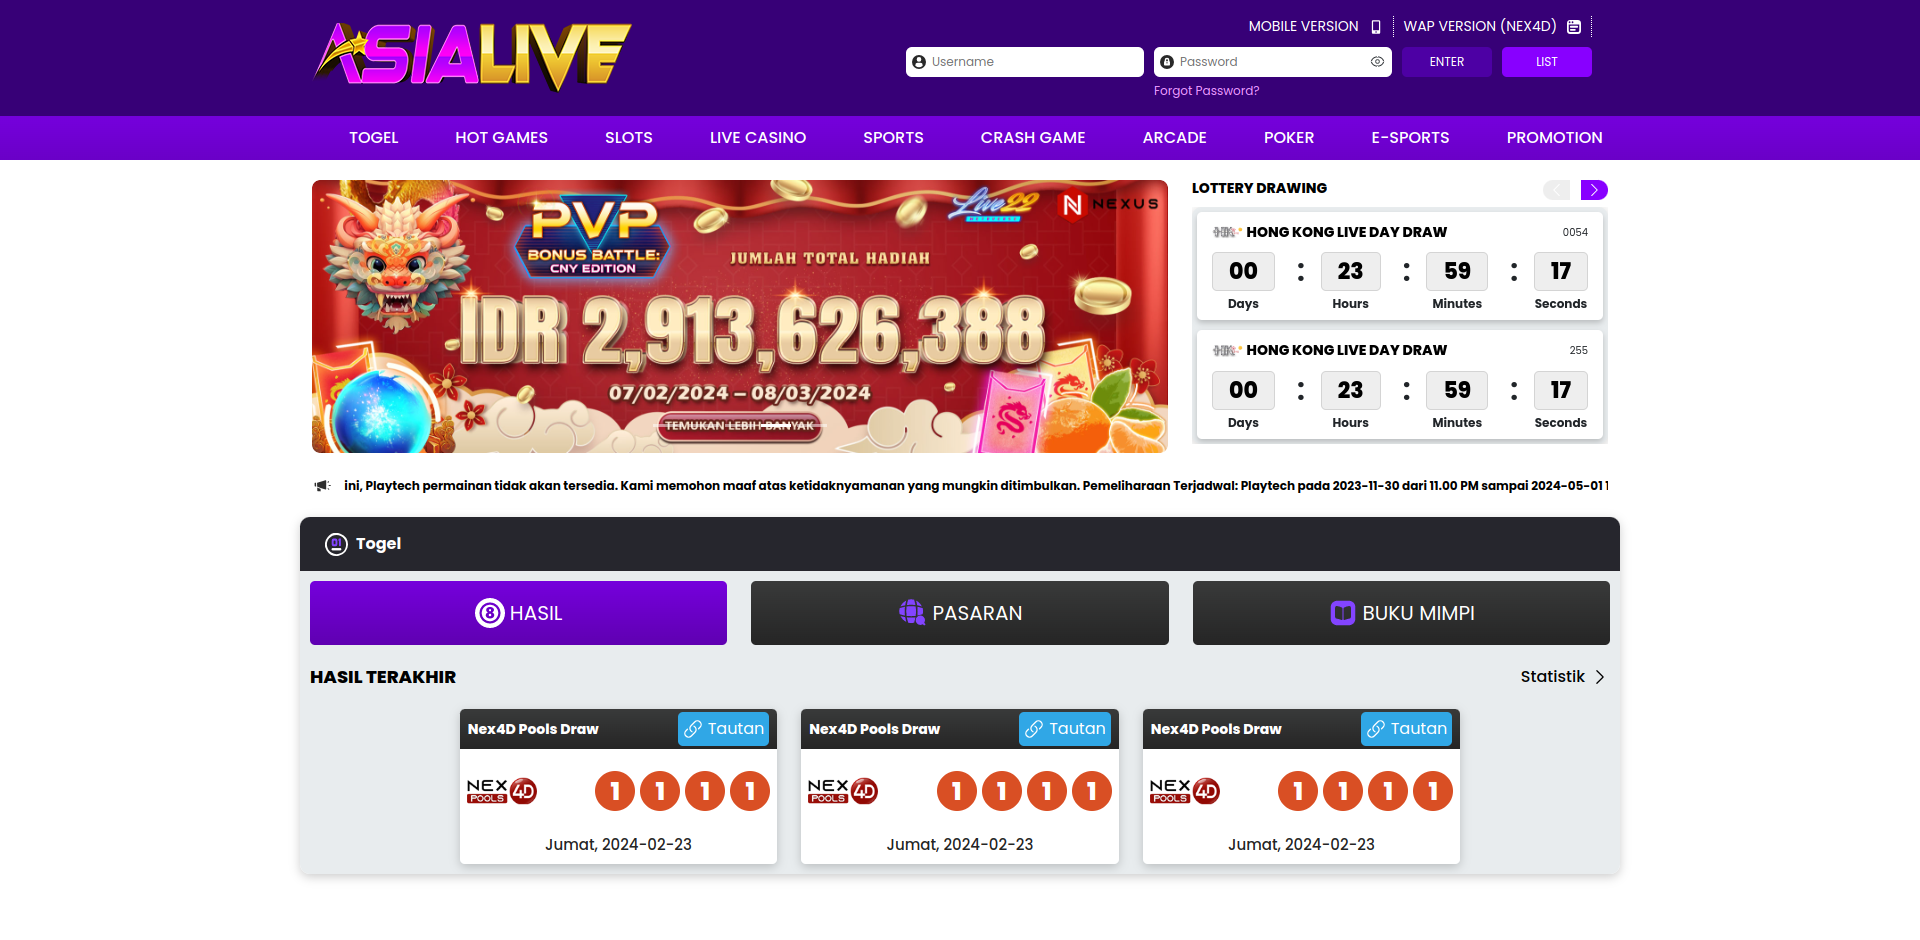 ASIALIVE
MOBILE VERSION
WAP VERSION (NEX4D)
Username
Password
ENTER
LIST
Forgot Password?
TOGEL
HOT GAMES
SLOTS
LIVE CASINO
SPORTS
CRASH GAME
ARCADE
POKER
E-SPORTS
PROMOTION
PVP
BONUS BATTLE:
CNY EDITION
Live22
NEXUS
JUMLAH TOTAL HADIAH
IDR 2,913,626,388
07/02/2024 – 08/03/2024
TEMUKAN LEBIH BANYAK
LOTTERY DRAWING
HONG KONG LIVE DAY DRAW
0054
00 : 23 : 59 : 17
Days Hours Minutes Seconds
HONG KONG LIVE DAY DRAW
255
00 : 23 : 59 : 17
Days Hours Minutes Seconds
ini, Playtech permainan tidak akan tersedia. Kami memohon maaf atas ketidaknyamanan yang mungkin ditimbulkan. Pemeliharaan Terjadwal: Playtech pada 2023-11-30 dari 11.00 PM sampai 2024-05-01
01 Togel
8 HASIL
PASARAN
BUKU MIMPI
HASIL TERAKHIR
Statistik
Nex4D Pools Draw
Tautan
NEX POOLS 4D
1 1 1 1
Jumat, 2024-02-23
Nex4D Pools Draw
Tautan
NEX POOLS 4D
1 1 1 1
Jumat, 2024-02-23
Nex4D Pools Draw
Tautan
NEX POOLS 4D
1 1 1 1
Jumat, 2024-02-23